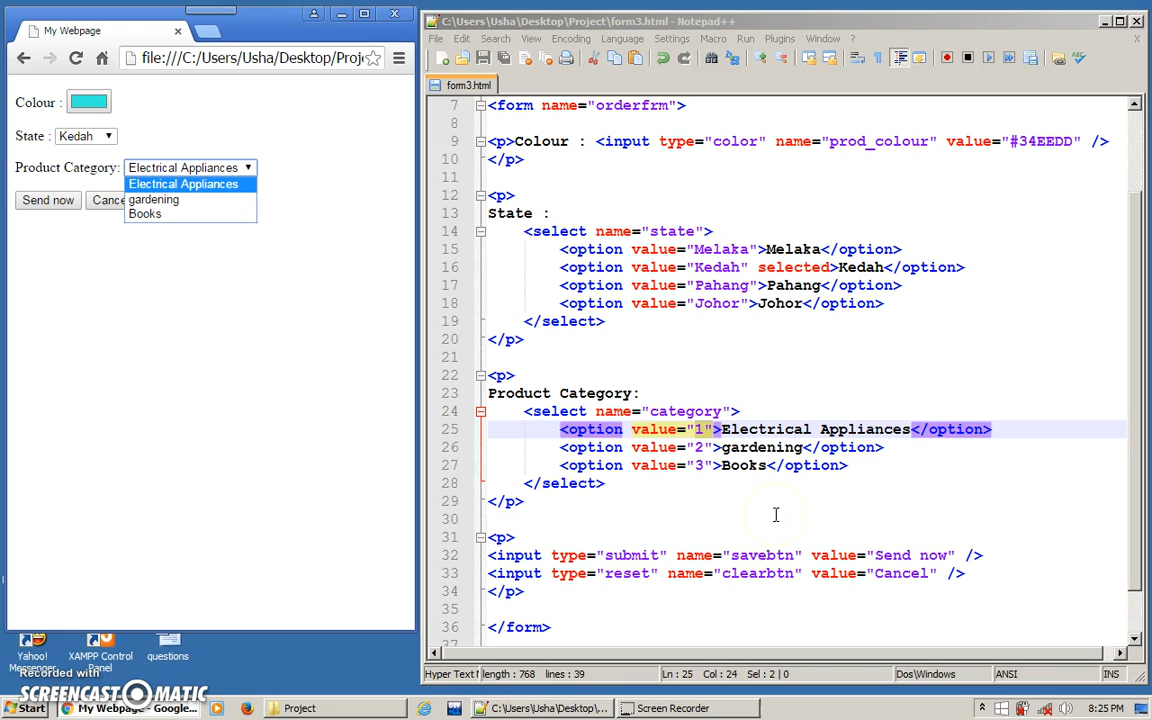 My Webpage
file:///C:/Users/Usha/Desktop/Proj
Colour :
State : Kedah
Product Category: Electrical Appliances
Electrical Appliances
gardening
Books
Send now
Cance
C:\Users\Usha\Desktop\Project\form3.html - Notepad++
File Edit Search View Encoding Language Settings Macro Run Plugins Window ?
X
form3.html
7 <form name="orderfrm">
8
9 <p>Colour : <input type="color" name="prod_colour" value="#34EEDD" />
10 </p>
11
12 <p>
13 State :
14 <select name="state">
15 <option value="Melaka">Melaka</option>
16 <option value="Kedah" selected>Kedah</option>
17 <option value="Pahang">Pahang</option>
18 <option value="Johor">Johor</option>
19 </select>
20 </p>
21
22 <p>
23 Product Category:
24 <select name="category">
25 <option value="1">Electrical Appliances</option>
26 <option value="2">gardening</option>
27 <option value="3">Books</option>
28 </select>
29 </p>
30
31 <p>
32 <input type="submit" name="savebtn" value="Send now" />
33 <input type="reset" name="clearbtn" value="Cancel" />
34 </p>
35
36 </form>
37
Hyper Text M length : 768 lines : 39 Ln : 25 Col : 24 Sel : 2 | 0 Dos\Windows ANSI INS
Yahoo! Messenger
XAMPP Control Panel
questions
Recorded with
SCREENCAST MATIC
Start
My Webpage - Google...
Project
C:\Users\Usha\Deskto...
Screen Recorder
8:25 PM